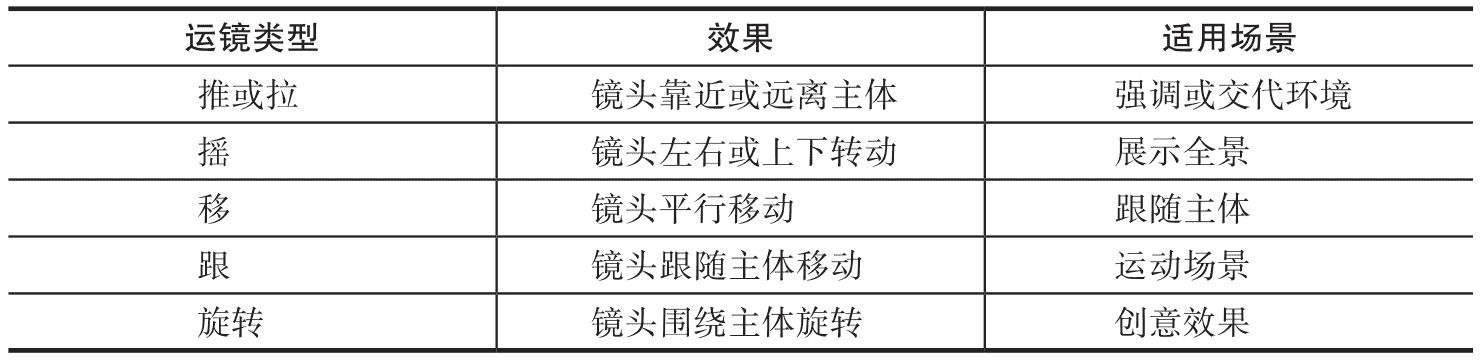 运镜类型 效果 适用场景
推或拉 镜头靠近或远离主体 强调或交代环境
摇 镜头左右或上下转动 展示全景
移 镜头平行移动 跟随主体
跟 镜头跟随主体移动 运动场景
旋转 镜头围绕主体旋转 创意效果